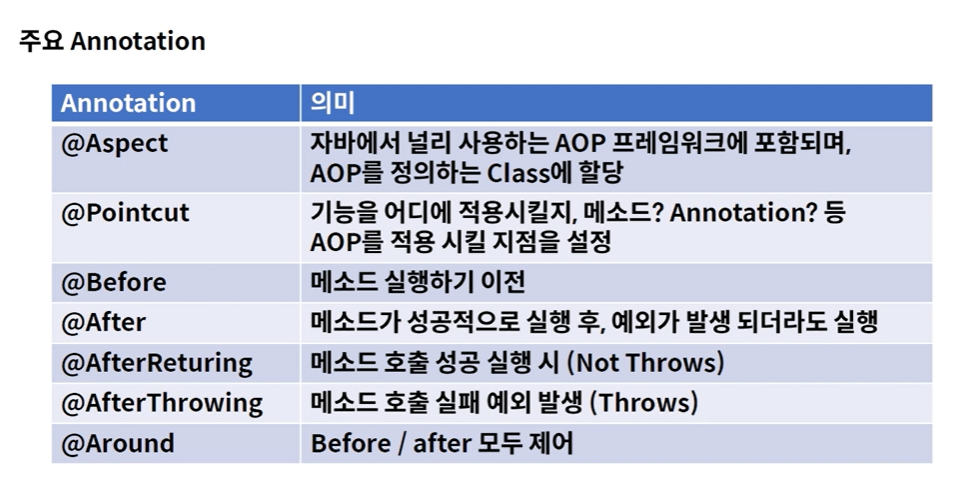 주요 Annotation
Annotation 의미
@Aspect 자바에서 널리 사용하는 AOP 프레임워크에 포함되며,
AOP를 정의하는 Class에 할당
@Pointcut 기능을 어디에 적용시킬지, 메소드? Annotation? 등
AOP를 적용 시킬 지점을 설정
@Before 메소드 실행하기 이전
@After 메소드가 성공적으로 실행 후, 예외가 발생 되더라도 실행
@AfterReturing 메소드 호출 성공 실행 시 (Not Throws)
@AfterThrowing 메소드 호출 실패 예외 발생 (Throws)
@Around Before / after 모두 제어